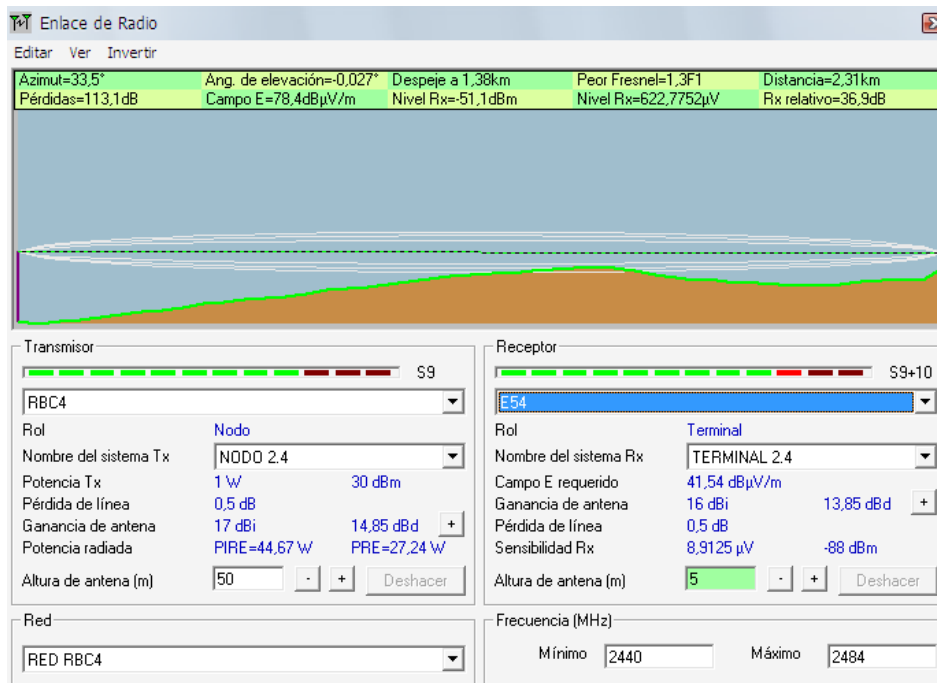 Enlace de Radio
Editar Ver Invertir
Azimut=33,5° Ang. de elevación=-0,027° Despeje a 1,38km Peor Fresnel=1,3F1 Distancia=2,31km
Pérdidas=113,1dB Campo E=78,4dBµV/m Nivel Rx=-51,1dBm Nivel Rx=622,7752µV Rx relativo=36,9dB
Transmisor
S9
RBC4
Rol Nodo
Nombre del sistema Tx NODO 2.4
Potencia Tx 1 W 30 dBm
Pérdida de línea 0,5 dB
Ganancia de antena 17 dBi 14,85 dBd +
Potencia radiada PIRE=44,67 W PRE=27,24 W
Altura de antena (m) 50 - + Deshacer
Red
RED RBC4
Receptor
S9+10
E54
Rol Terminal
Nombre del sistema Rx TERMINAL 2.4
Campo E requerido 41,54 dBµV/m
Ganancia de antena 16 dBi 13,85 dBd +
Pérdida de línea 0,5 dB
Sensibilidad Rx 8,9125 µV -88 dBm
Altura de antena (m) 5 - + Deshacer
Frecuencia (MHz)
Mínimo 2440 Máximo 2484